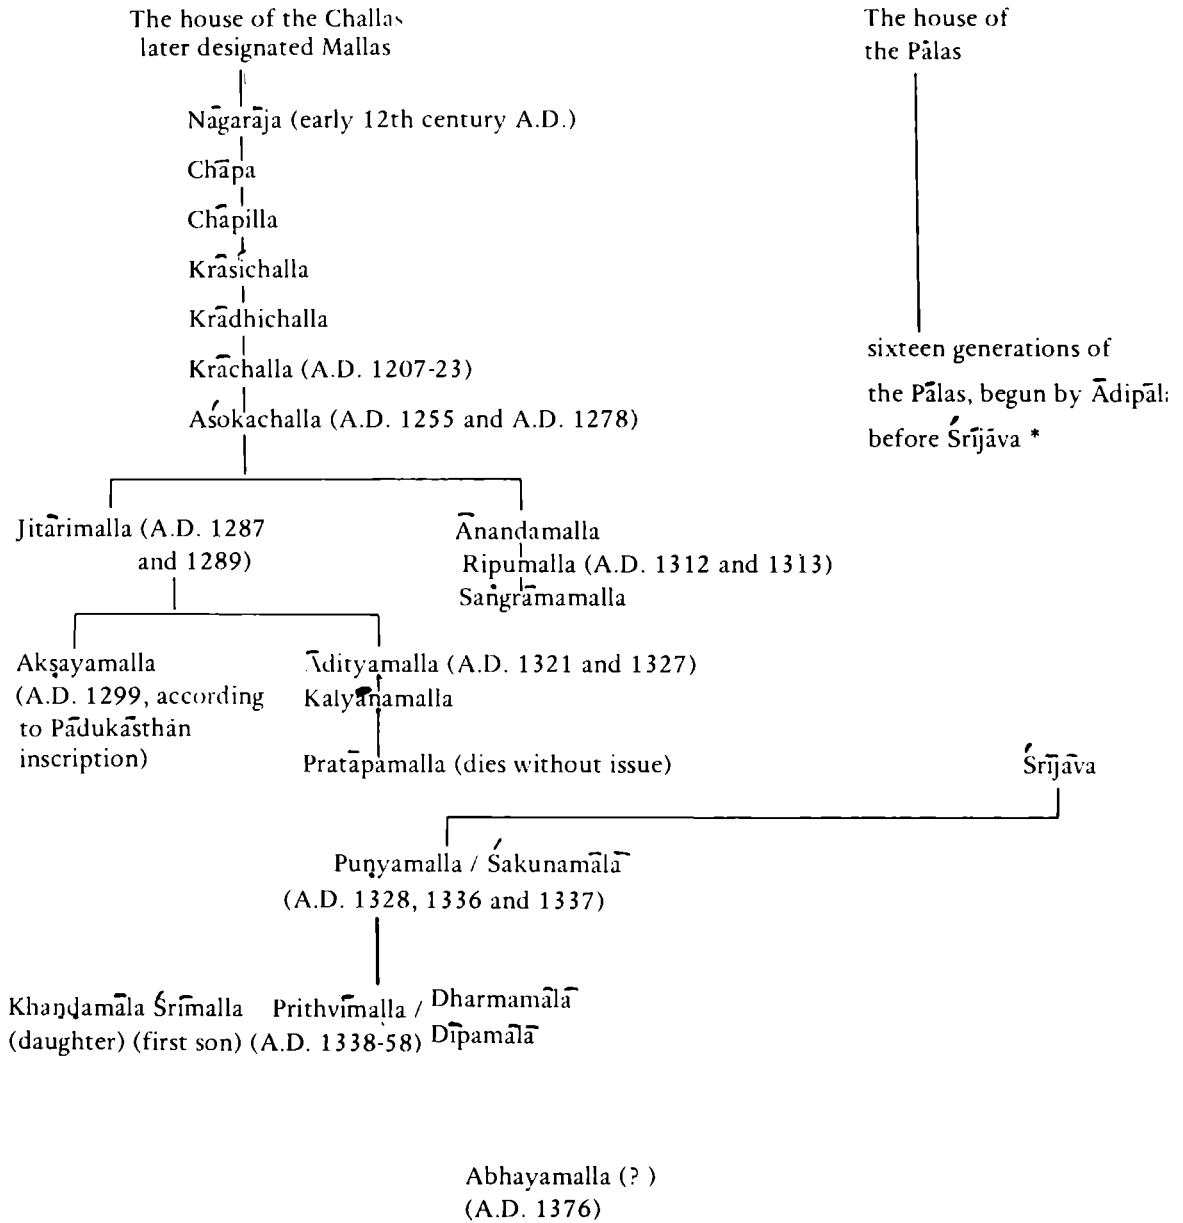 The house of the Challas
later designated Mallas
The house of
the Pālas
Nāgarāja (early 12th century A.D.)
Chāpa
Chāpilla
Krāśichalla
Krādhichalla
Krāchalla (A.D. 1207-23)
Aśokachalla (A.D. 1255 and A.D. 1278)
sixteen generations of
the Pālas, begun by
before Śrījāva *
Jitārimalla (A.D. 1287
and 1289)
Ānandamalla
Ripumalla (A.D. 1312 and 1313)
Saṅgrāmamalla
Akṣayamalla
(A.D. 1299, according
to Pādukāsthān
inscription)
Ādityamalla (A.D. 1321 and 1327)
Kalyāṇamalla
Pratāpamalla (dies without issue)
Śrījāva
Puṇyamalla / Śakunamālā
(A.D. 1328, 1336 and 1337)
Khaṇḍamāla Śrīmalla Prithvīmalla / Dharmamālā
(daughter) (first son) (A.D. 1338-58) Dīpamālā
Abhayamalla (? )
(A.D. 1376)